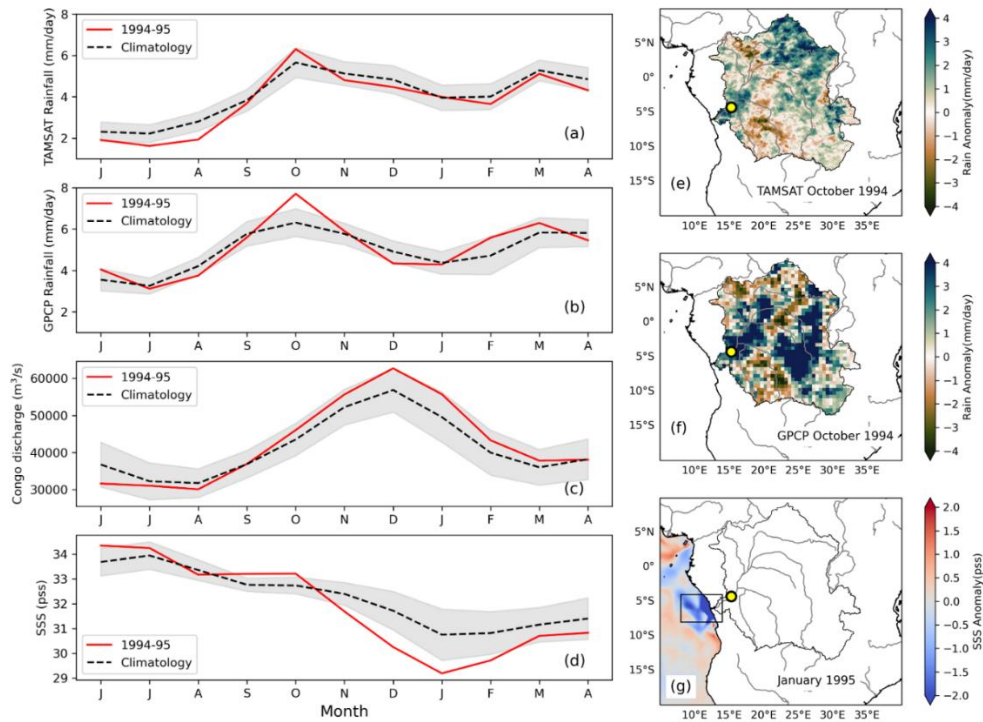 TAMSAT Rainfall (mm/day)
8
6
4
2
1994-95
Climatology
(a)
J J A S O N D J F M A
GPCP Rainfall (mm/day)
8
6
4
2
1994-95
Climatology
(b)
J J A S O N D J F M A
Congo discharge (m³/s)
60000
50000
40000
30000
1994-95
Climatology
(c)
J J A S O N D J F M A
SSS (pss)
34
33
32
31
30
29
1994-95
Climatology
(d)
J J A S O N D J F M A
Month
5°N
0°
5°S
10°S
15°S
(e)
TAMSAT October 1994
10°E 15°E 20°E 25°E 30°E 35°E
4
3
2
1
0
−1
−2
−3
−4
Rain Anomaly(mm/day)
5°N
0°
5°S
10°S
15°S
(f)
GPCP October 1994
10°E 15°E 20°E 25°E 30°E 35°E
4
3
2
1
0
−1
−2
−3
−4
Rain Anomaly(mm/day)
5°N
0°
5°S
10°S
15°S
(g)
January 1995
10°E 15°E 20°E 25°E 30°E 35°E
2.0
1.5
1.0
0.5
0.0
−0.5
−1.0
−1.5
−2.0
SSS Anomaly(pss)